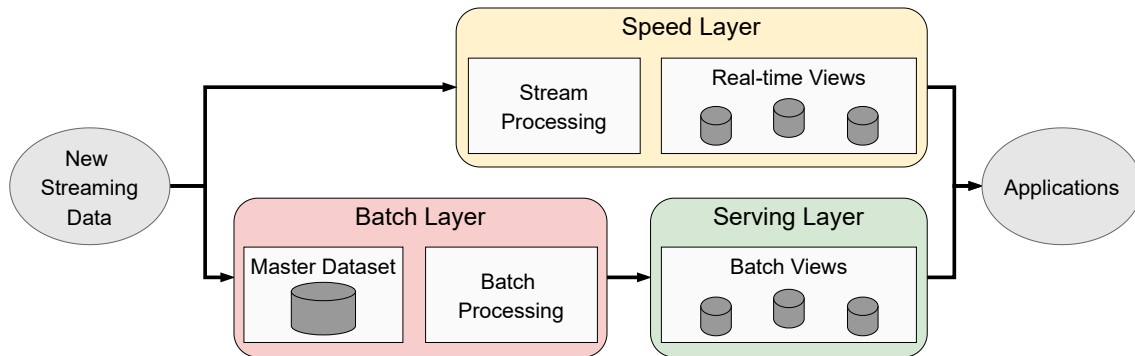 Speed Layer
Stream
Processing
Real-time Views
New
Streaming
Data
Applications
Batch Layer
Master Dataset
Batch
Processing
Serving Layer
Batch Views